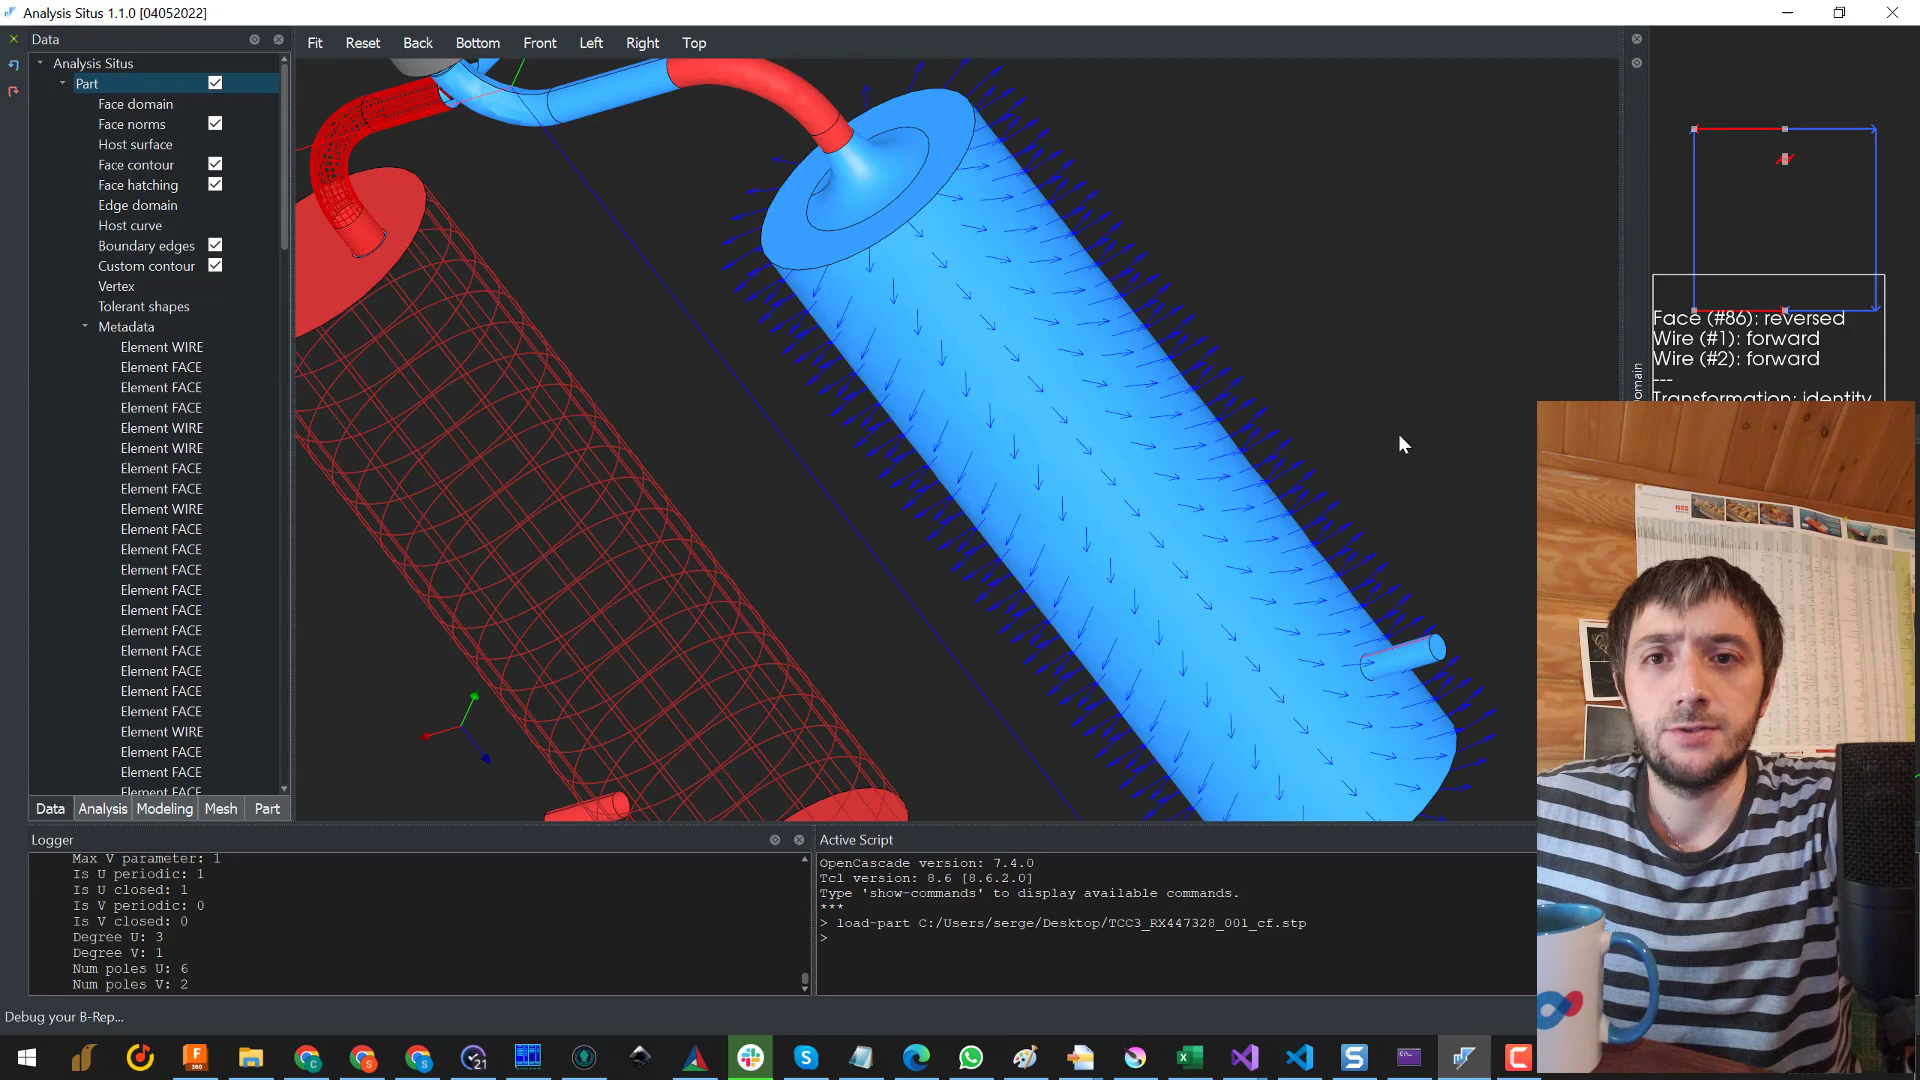 Analysis Situs 1.1.0 [04052022]
Data
Fit Reset Back Bottom Front Left Right Top
Analysis Situs
Part
Face domain
Face norms
Host surface
Face contour
Face hatching
Edge domain
Host curve
Boundary edges
Custom contour
Vertex
Tolerant shapes
Metadata
Element WIRE
Element FACE
Element FACE
Element FACE
Element WIRE
Element WIRE
Element FACE
Element FACE
Element WIRE
Element FACE
Element FACE
Element FACE
Element FACE
Element FACE
Element FACE
Element FACE
Element FACE
Element FACE
Element FACE
Element WIRE
Element FACE
Element FACE
Element FACE
Data Analysis Modeling Mesh Part
Face (#86): reversed
Wire (#1): forward
Wire (#2): forward
---
Transformation: identity
Logger
Max V parameter: 1
Is U periodic: 1
Is U closed: 1
Is V periodic: 0
Is V closed: 0
Degree U: 3
Degree V: 1
Num poles U: 6
Num poles V: 2
Active Script
OpenCascade version: 7.4.0
Tcl version: 8.6 [8.6.2.0]
Type 'show-commands' to display available commands.
***
> load-part C:/Users/serge/Desktop/TCC3_RX447328_001_cf.stp
>
Debug your B-Rep...